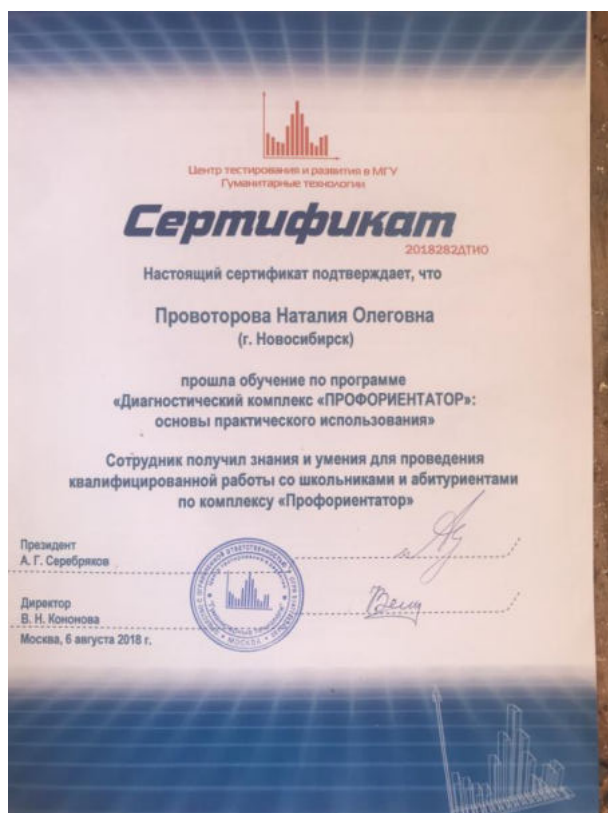 Центр тестирования и развития в МГУ
Гуманитарные технологии
Сертификат
2018282ДТИО
Настоящий сертификат подтверждает, что
Провоторова Наталия Олеговна
(г. Новосибирск)
прошла обучение по программе
«Диагностический комплекс «ПРОФОРИЕНТАТОР»:
основы практического использования»
Сотрудник получил знания и умения для проведения
квалифицированной работы со школьниками и абитуриентами
по комплексу «Профориентатор»
Президент
А. Г. Серебряков
Директор
В. Н. Кононова
Москва, 6 августа 2018 г.
МОСКВА